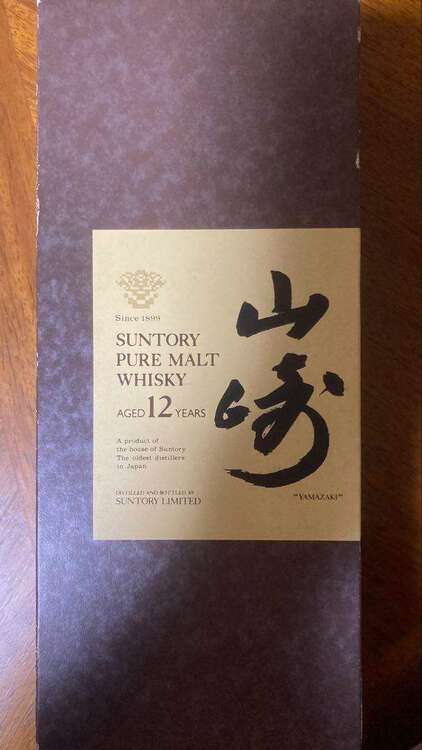 Since 1899
SUNTORY
PURE MALT
WHISKY
AGED 12 YEARS
A product of
the house of Suntory
The oldest distillers
in Japan
DISTILLED AND BOTTLED BY
SUNTORY LIMITED
山崎
"YAMAZAKI"